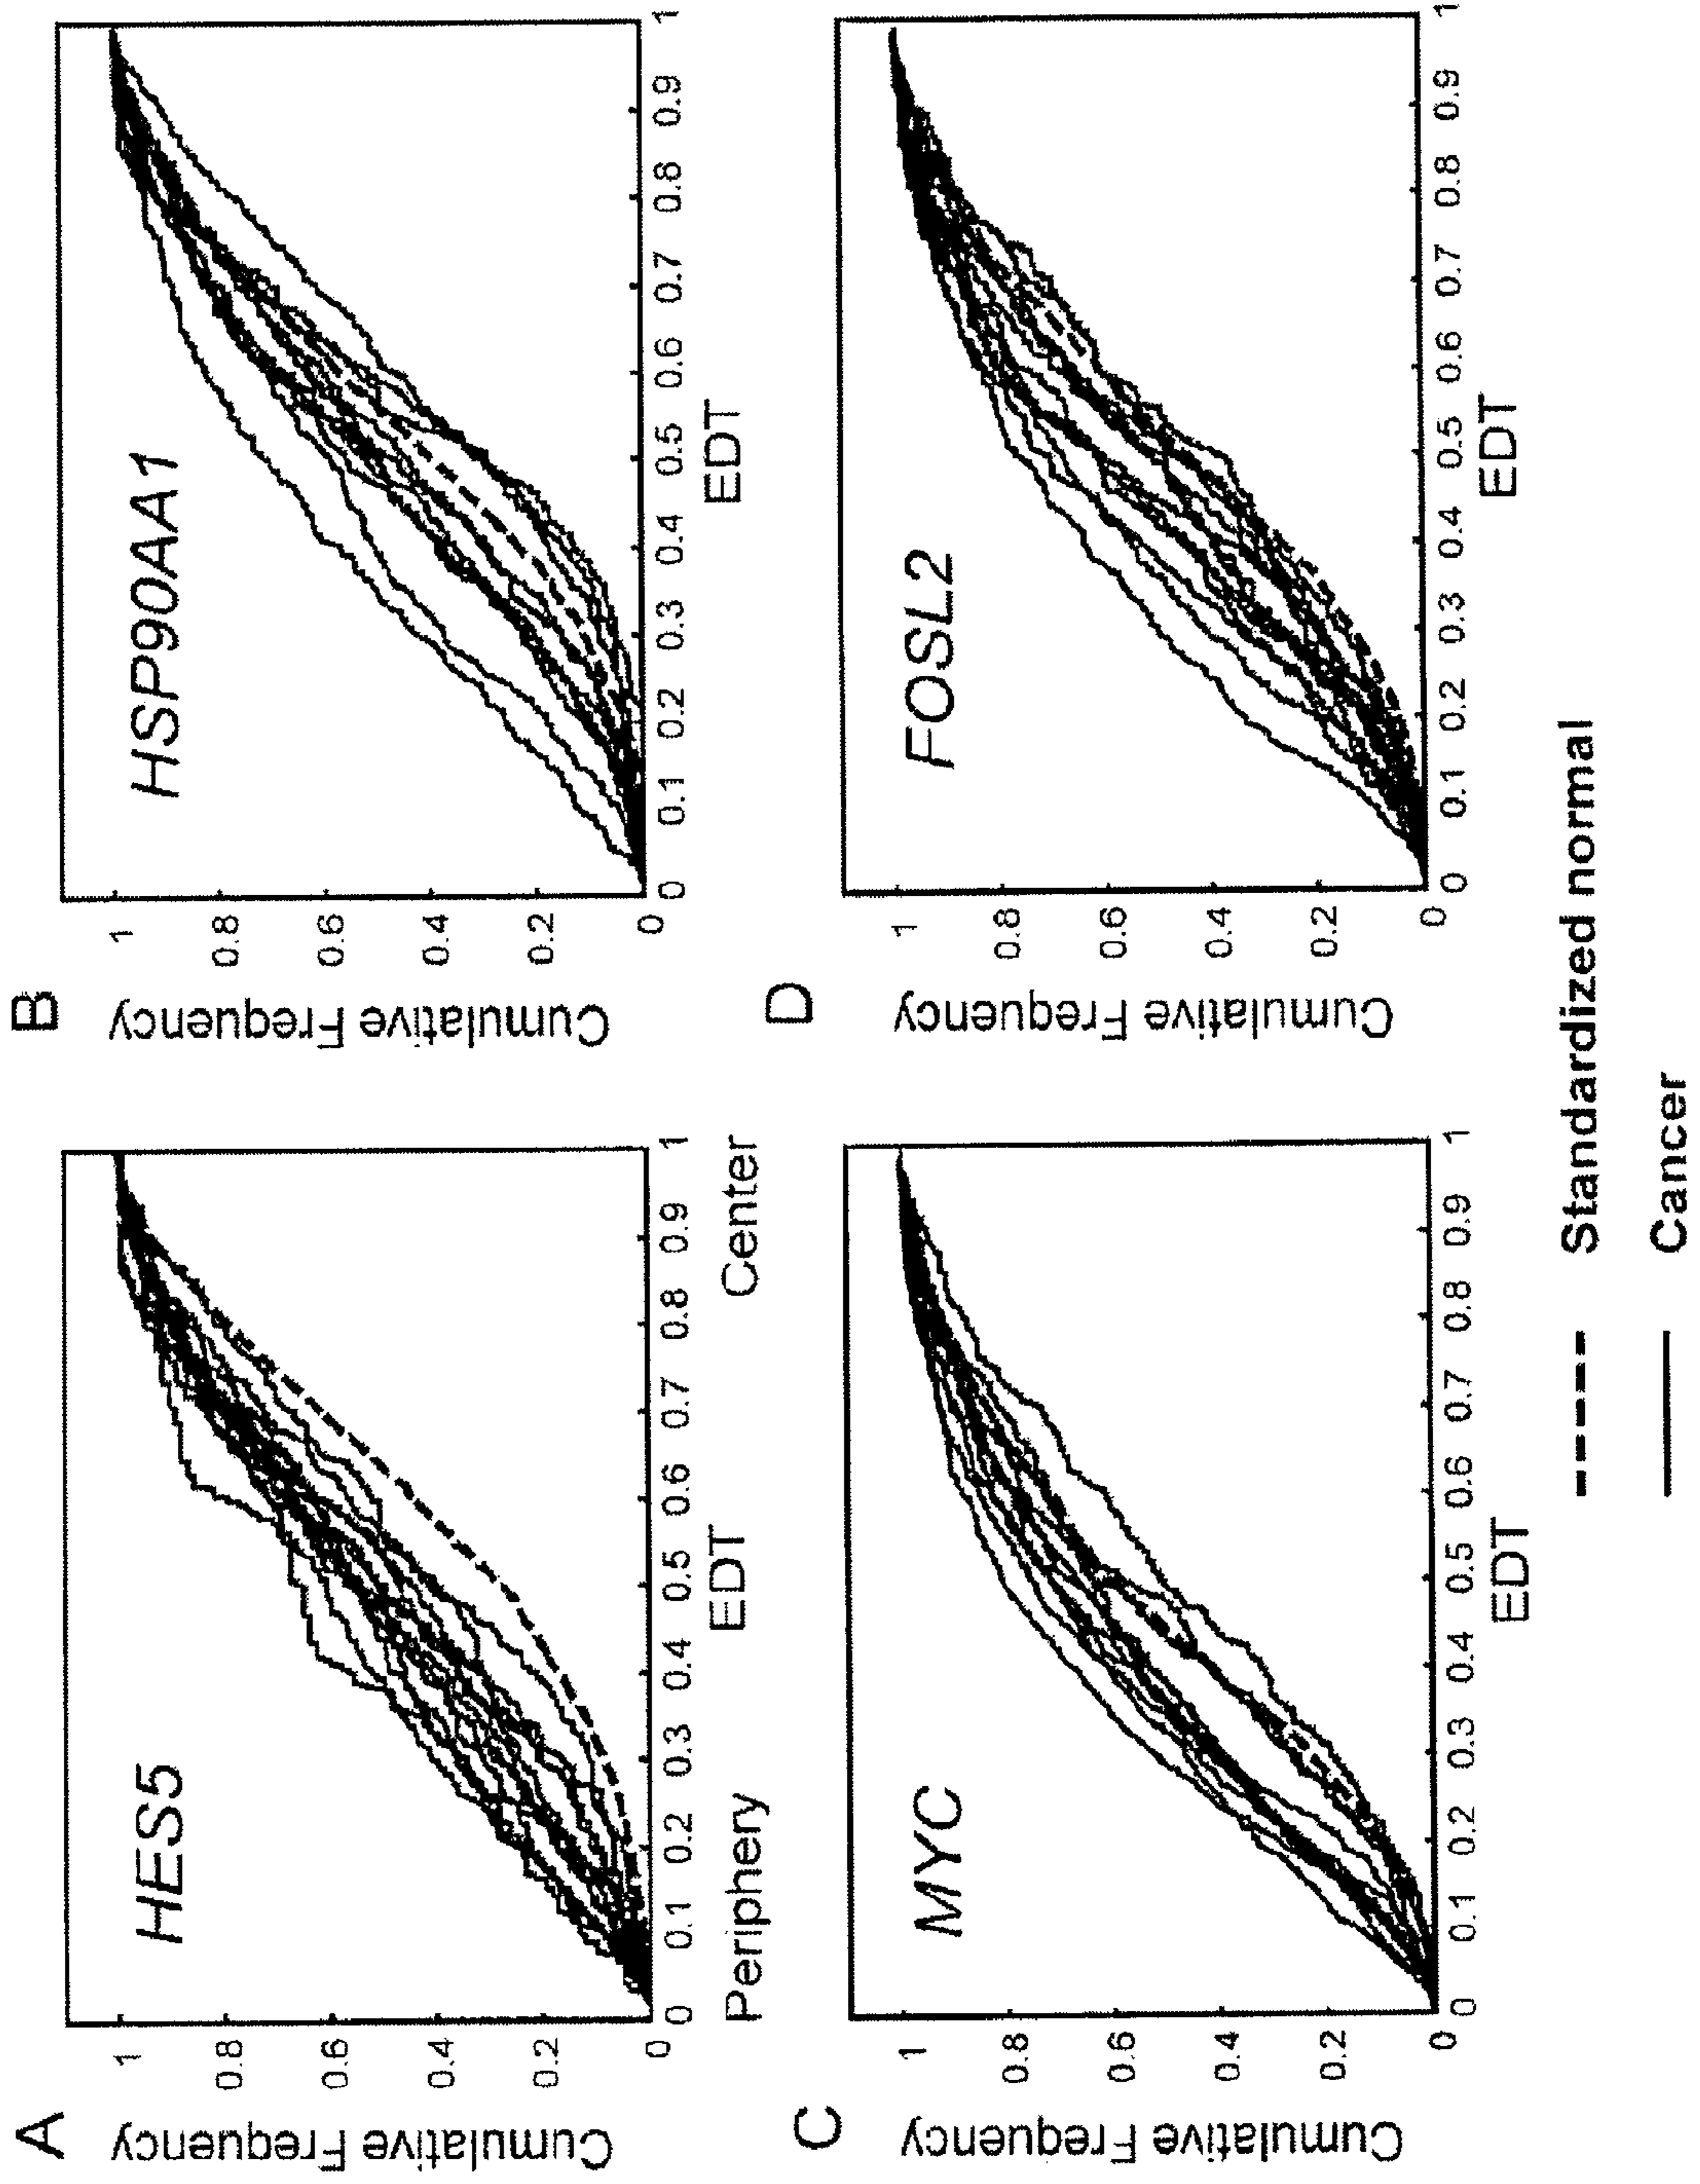 A
HES5
Cumulative Frequency
1
0.8
0.6
0.4
0.2
0
0 0.1 0.2 0.3 0.4 0.5 0.6 0.7 0.8 0.9 1
EDT
Periphery
Center
B
HSP90AA1
Cumulative Frequency
1
0.8
0.6
0.4
0.2
0
0 0.1 0.2 0.3 0.4 0.5 0.6 0.7 0.8 0.9 1
EDT
C
MYC
Cumulative Frequency
1
0.8
0.6
0.4
0.2
0
0 0.1 0.2 0.3 0.4 0.5 0.6 0.7 0.8 0.9 1
EDT
D
FOSL2
Cumulative Frequency
1
0.8
0.6
0.4
0.2
0
0 0.1 0.2 0.3 0.4 0.5 0.6 0.7 0.8 0.9 1
EDT
Standardized normal
Cancer